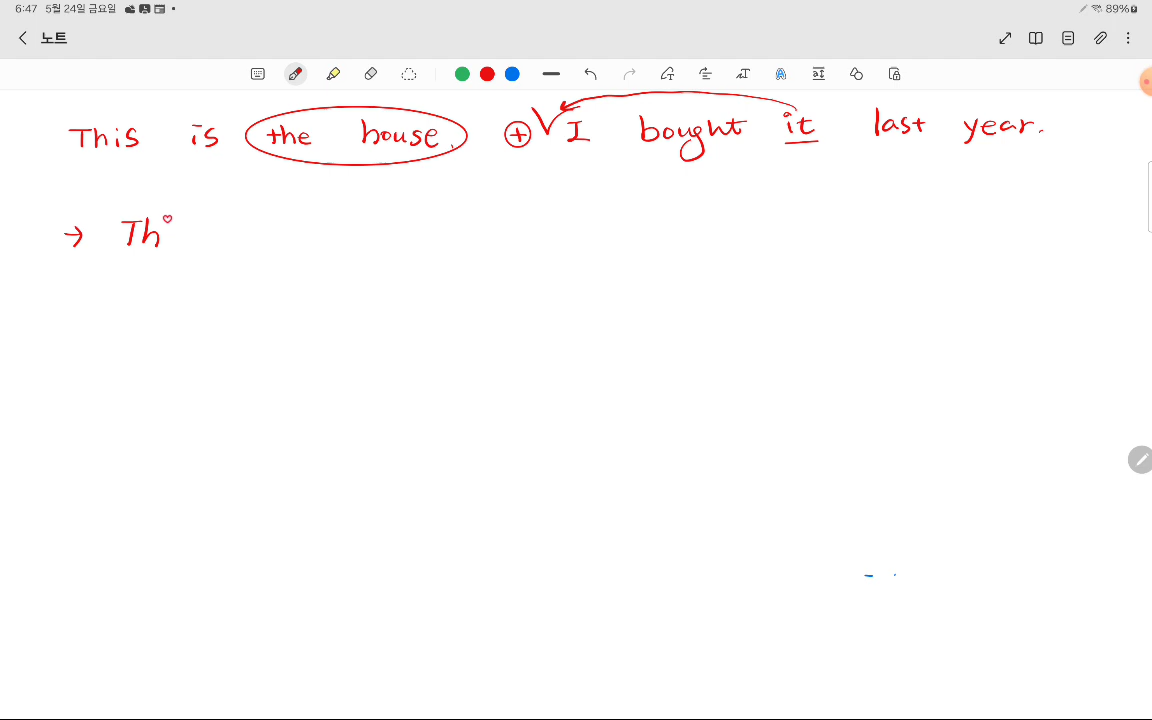 6:47 5월 24일 금요일 89%
노트
This is the house. + I bought it last year.
→ Th